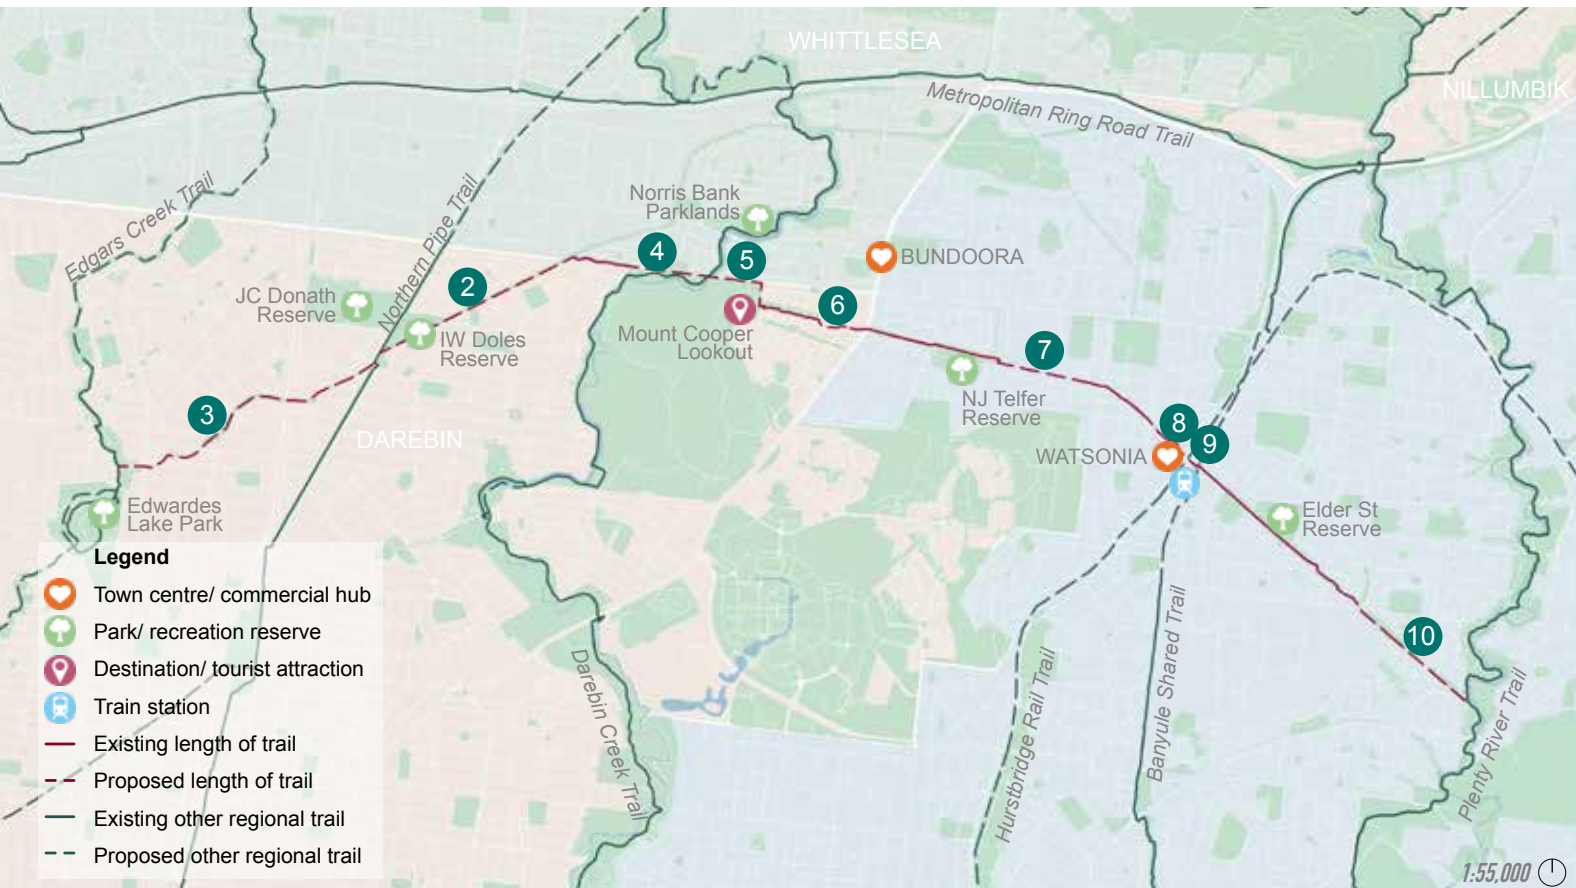 WHITTLESEA
NILLUMBIK
Metropolitan Ring Road Trail
Edgars Creek Trail
Northern Pipe Trail
Norris Bank
Parklands
4
5
BUNDOORA
2
JC Donath
Reserve
IW Doles
Reserve
Mount Cooper
Lookout
6
7
NJ Telfer
Reserve
3
DAREBIN
8
9
WATSONIA
Edwardes
Lake Park
Elder St
Reserve
10
Darebin Creek Trail
Hurstbridge Rail Trail
Banyule Shared Trail
Plenty River Trail
Legend
Town centre/ commercial hub
Park/ recreation reserve
Destination/ tourist attraction
Train station
Existing length of trail
Proposed length of trail
Existing other regional trail
Proposed other regional trail
1:55,000